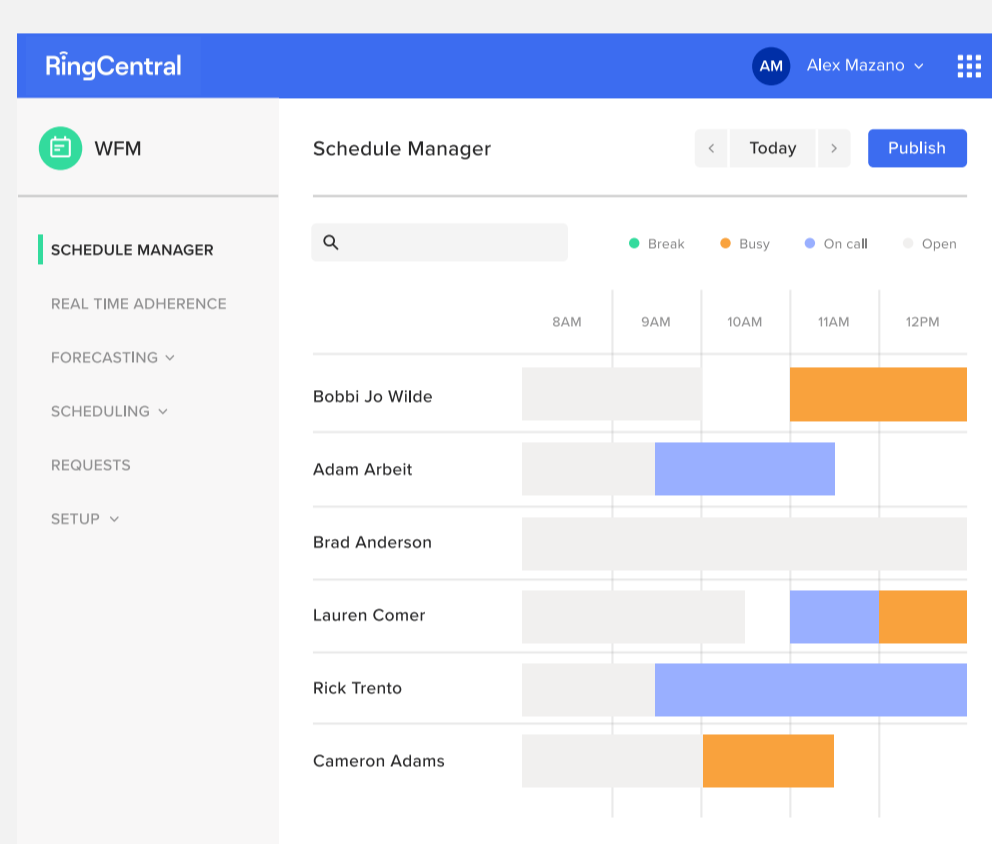 RingCentral
AM Alex Mazano
WFM
Schedule Manager
Today
Publish
SCHEDULE MANAGER
REAL TIME ADHERENCE
FORECASTING
SCHEDULING
REQUESTS
SETUP
Break Busy On call Open
8AM 9AM 10AM 11AM 12PM
Bobbi Jo Wilde
Adam Arbeit
Brad Anderson
Lauren Comer
Rick Trento
Cameron Adams